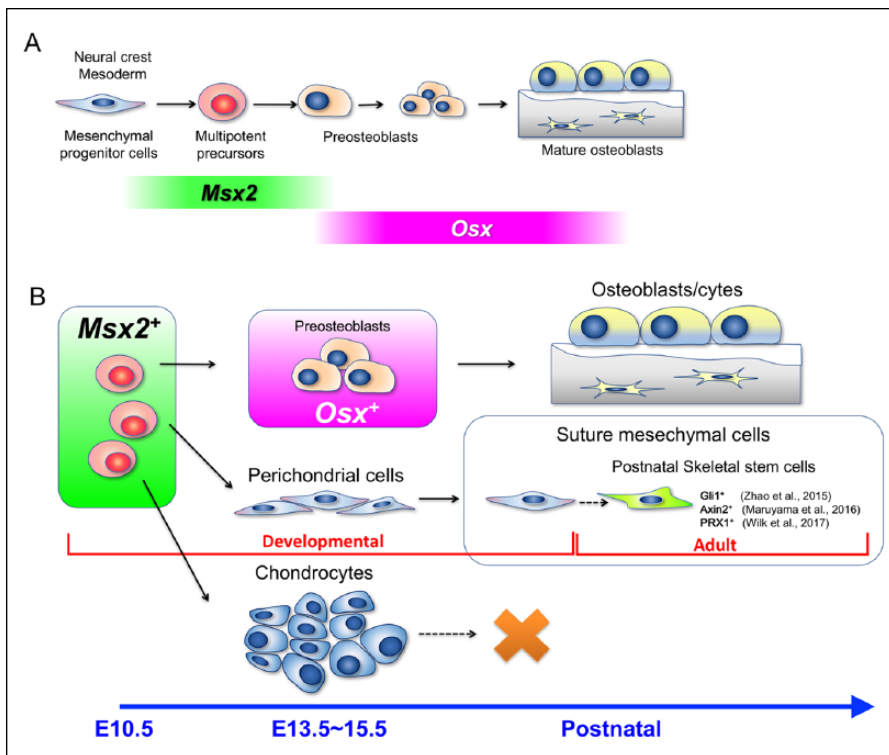 A
Neural crest
Mesoderm
Mesenchymal
progenitor cells
Multipotent
precursors
Preosteoblasts
Mature osteoblasts
Msx2
Osx
B
Msx2+
Preosteoblasts
Osx+
Osteoblasts/cytes
Suture mesechymal cells
Postnatal Skeletal stem cells
Gli1+ (Zhao et al., 2015)
Axin2+ (Maruyama et al., 2016)
PRX1+ (Wilk et al., 2017)
Perichondrial cells
Developmental
Adult
Chondrocytes
E10.5
E13.5~15.5
Postnatal